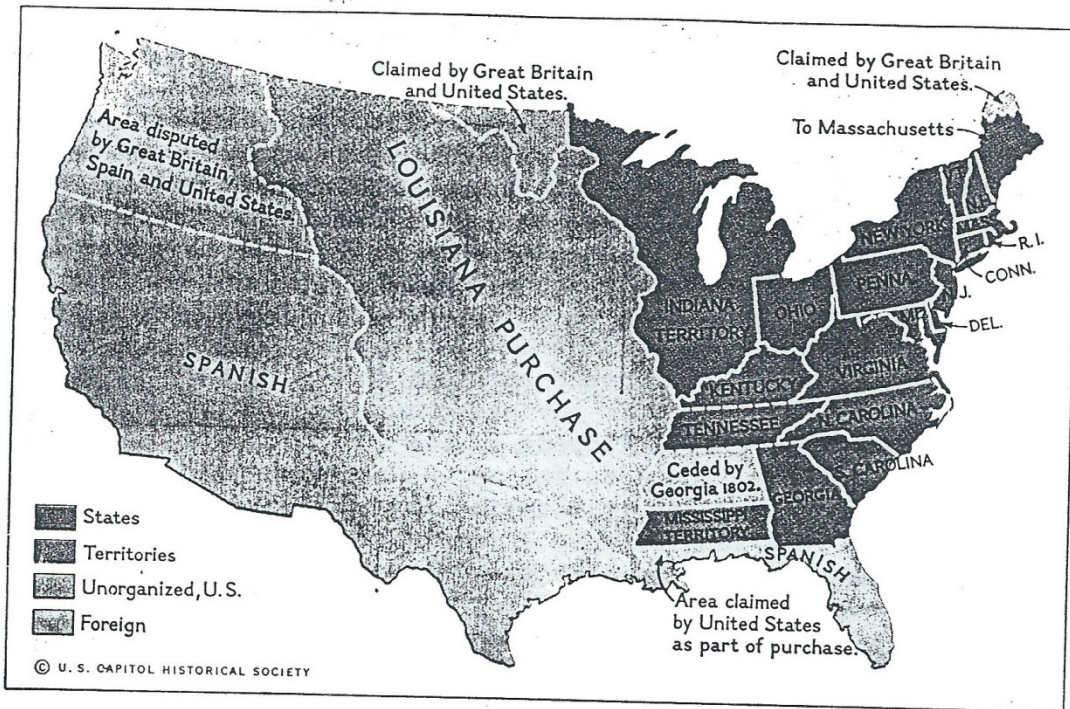 Claimed by Great Britain
and United States.
Claimed by Great Britain
and United States.
To Massachusetts
Area disputed
by Great Britain,
Spain and United States.
LOUISIANA PURCHASE
SPANISH
NEW YORK
MASS.
R.I.
CONN.
PENNA.
N.J.
MD.
DEL.
INDIANA
TERRITORY
OHIO
VIRGINIA
KENTUCKY
N. CAROLINA
TENNESSEE
S. CAROLINA
Ceded by
Georgia 1802.
GEORGIA
MISSISSIPPI
TERRITORY
SPANISH
Area claimed
by United States
as part of purchase.
States
Territories
Unorganized, U.S.
Foreign
© U.S. CAPITOL HISTORICAL SOCIETY